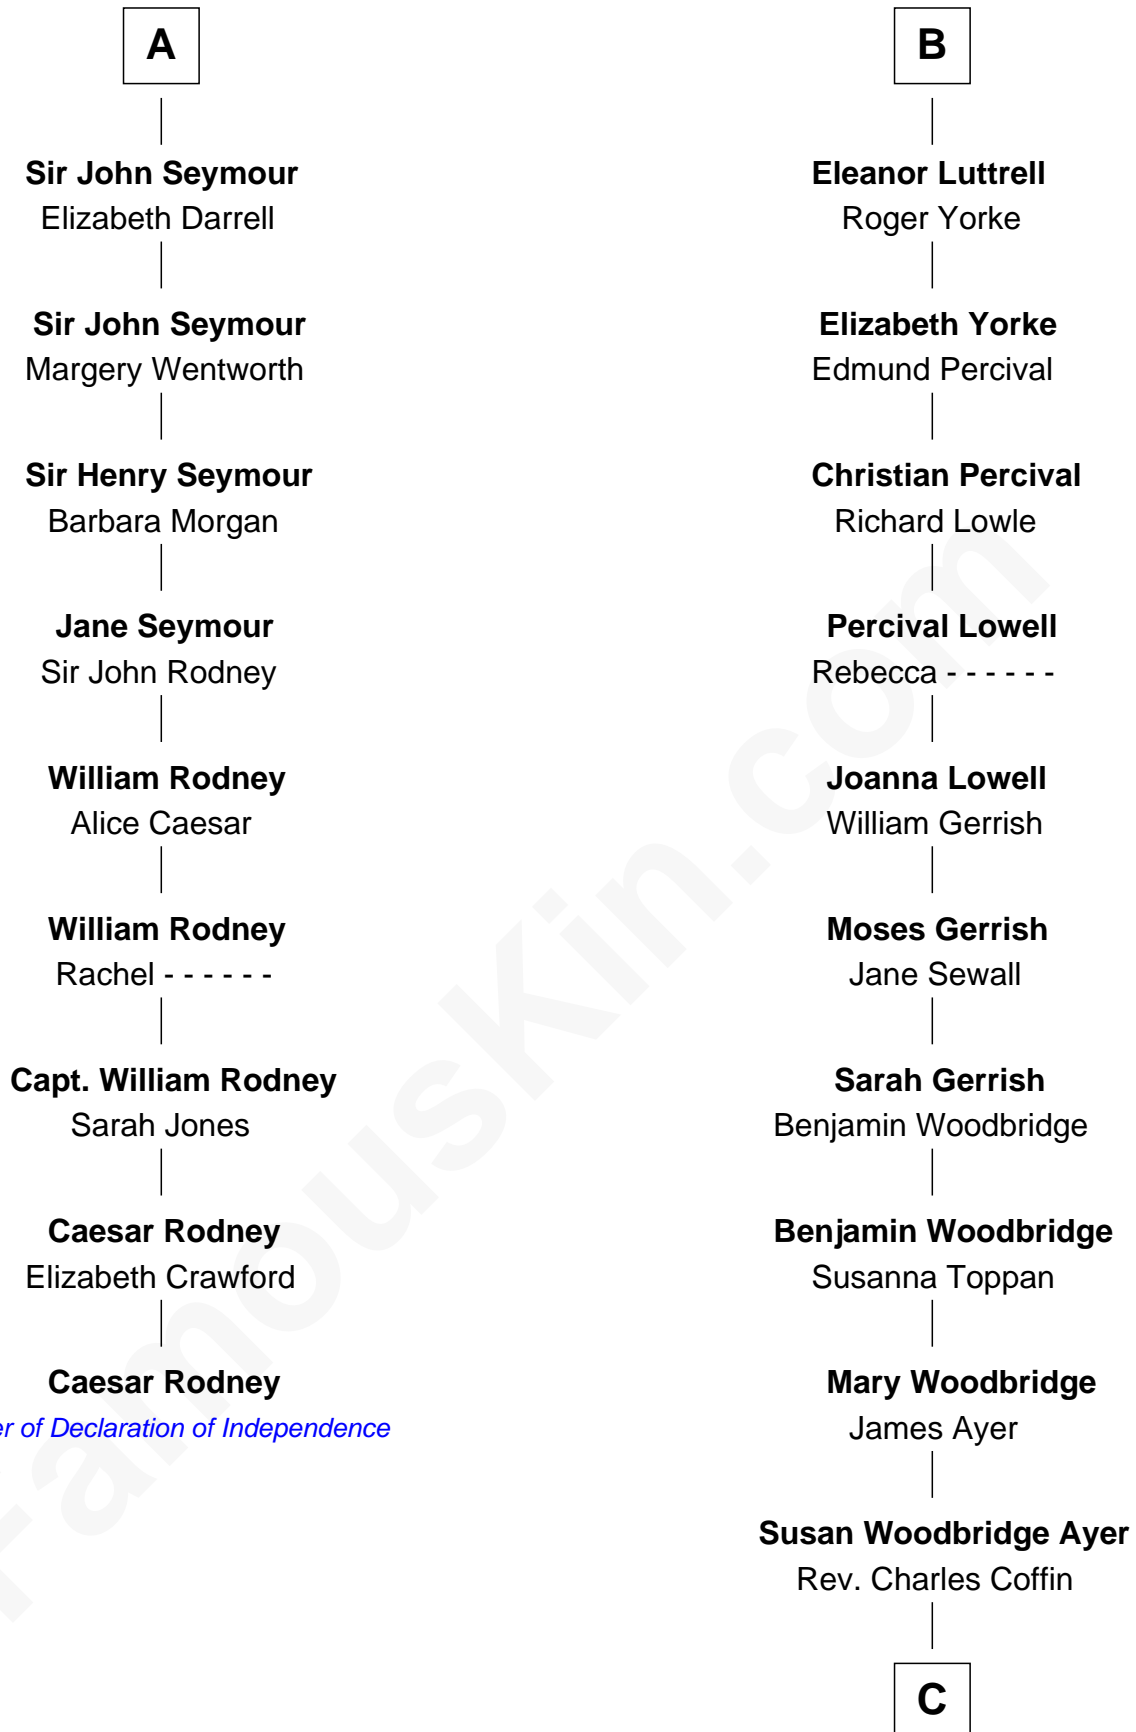 A
Sir John Seymour
Elizabeth Darrell
Sir John Seymour
Margery Wentworth
Sir Henry Seymour
Barbara Morgan
Jane Seymour
Sir John Rodney
William Rodney
Alice Caesar
William Rodney
Rachel - - - - - -
Capt. William Rodney
Sarah Jones
Caesar Rodney
Elizabeth Crawford
Caesar Rodney
er of Declaration of Independence
B
Eleanor Luttrell
Roger Yorke
Elizabeth Yorke
Edmund Percival
Christian Percival
Richard Lowle
Percival Lowell
Rebecca - - - - - -
Joanna Lowell
William Gerrish
Moses Gerrish
Jane Sewall
Sarah Gerrish
Benjamin Woodbridge
Benjamin Woodbridge
Susanna Toppan
Mary Woodbridge
James Ayer
Susan Woodbridge Ayer
Rev. Charles Coffin
C
FamousKin.com